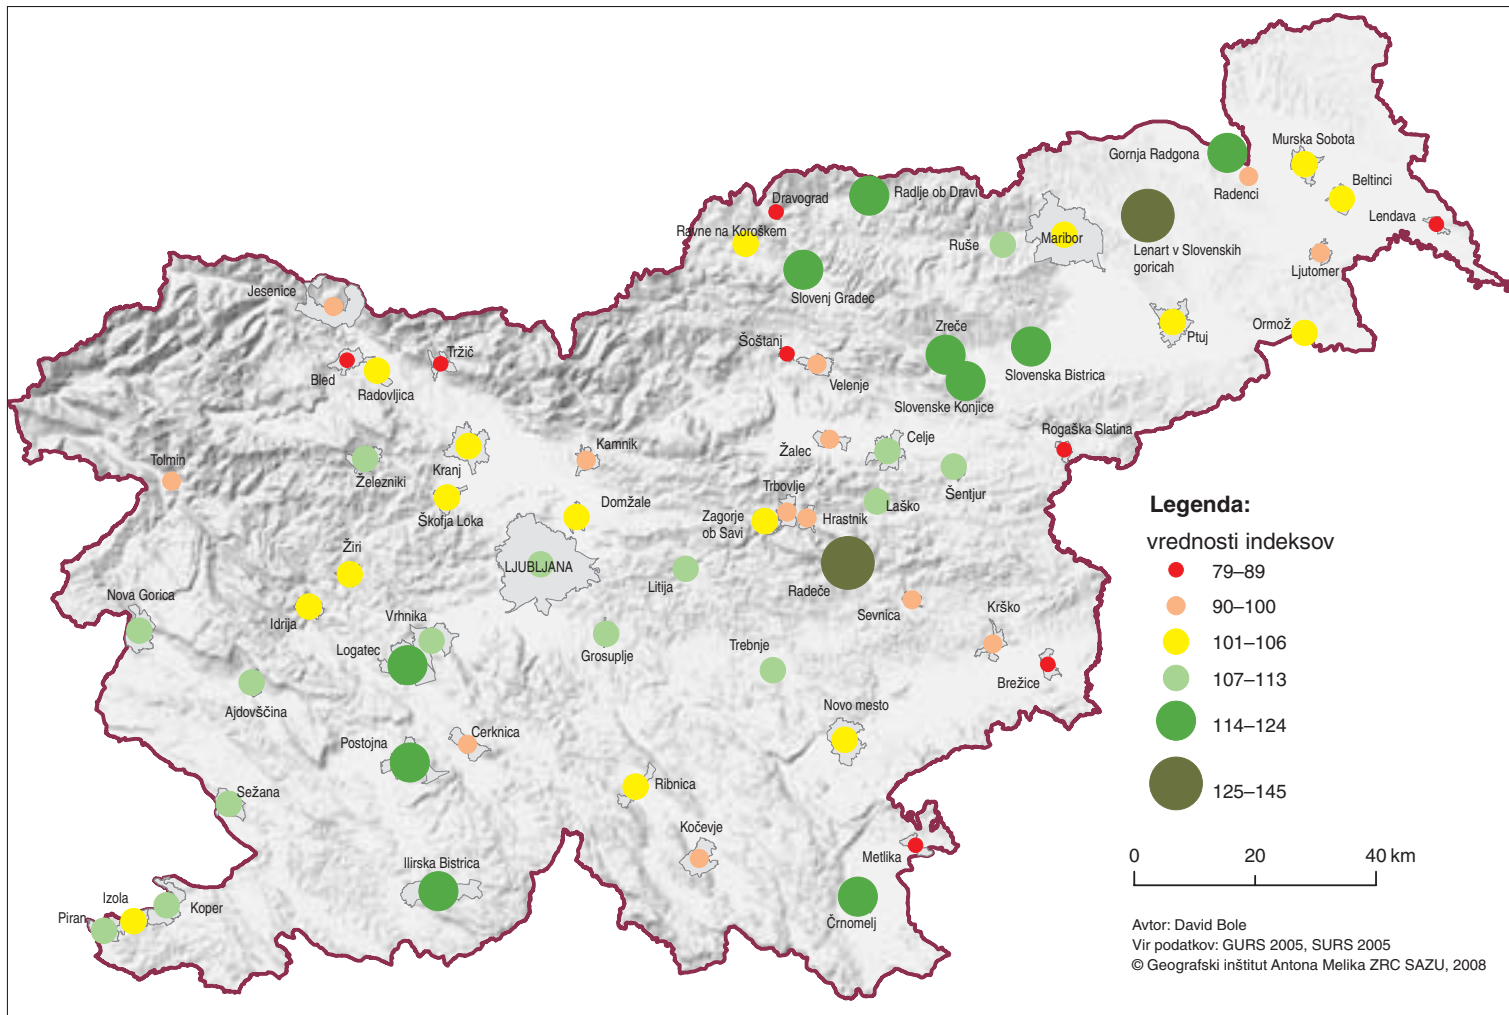 Murska Sobota
Gornja Radgona
Radenci
Beltinci
Dravograd
Radlje ob Dravi
Lendava
Ravne na Koroškem
Ruše
Maribor
Lenart v Slovenskih
goricah
Ljutomer
Jesenice
Slovenj Gradec
Zreče
Ormož
Šoštanj
Ptuj
Tržič
Bled
Radovljica
Velenje
Slovenska Bistrica
Slovenske Konjice
Rogaška Slatina
Celje
Kamnik
Žalec
Tolmin
Kranj
Železniki
Šentjur
Trbovlje
Domžale
Laško
Škofja Loka
Zagorje
ob Savi
Hrastnik
Žiri
LJUBLJANA
Litija
Radeče
Nova Gorica
Idrija
Vrhnika
Sevnica
Krško
Logatec
Grosuplje
Trebnje
Brežice
Ajdovščina
Novo mesto
Postojna
Cerknica
Sežana
Ribnica
Kočevje
Metlika
Ilirska Bistrica
Izola
Koper
Piran
Črnomelj
Legenda:
vrednosti indeksov
79–89
90–100
101–106
107–113
114–124
125–145
0 20 40 km
Avtor: David Bole
Vir podatkov: GURS 2005, SURS 2005
© Geografski inštitut Antona Melika ZRC SAZU, 2008